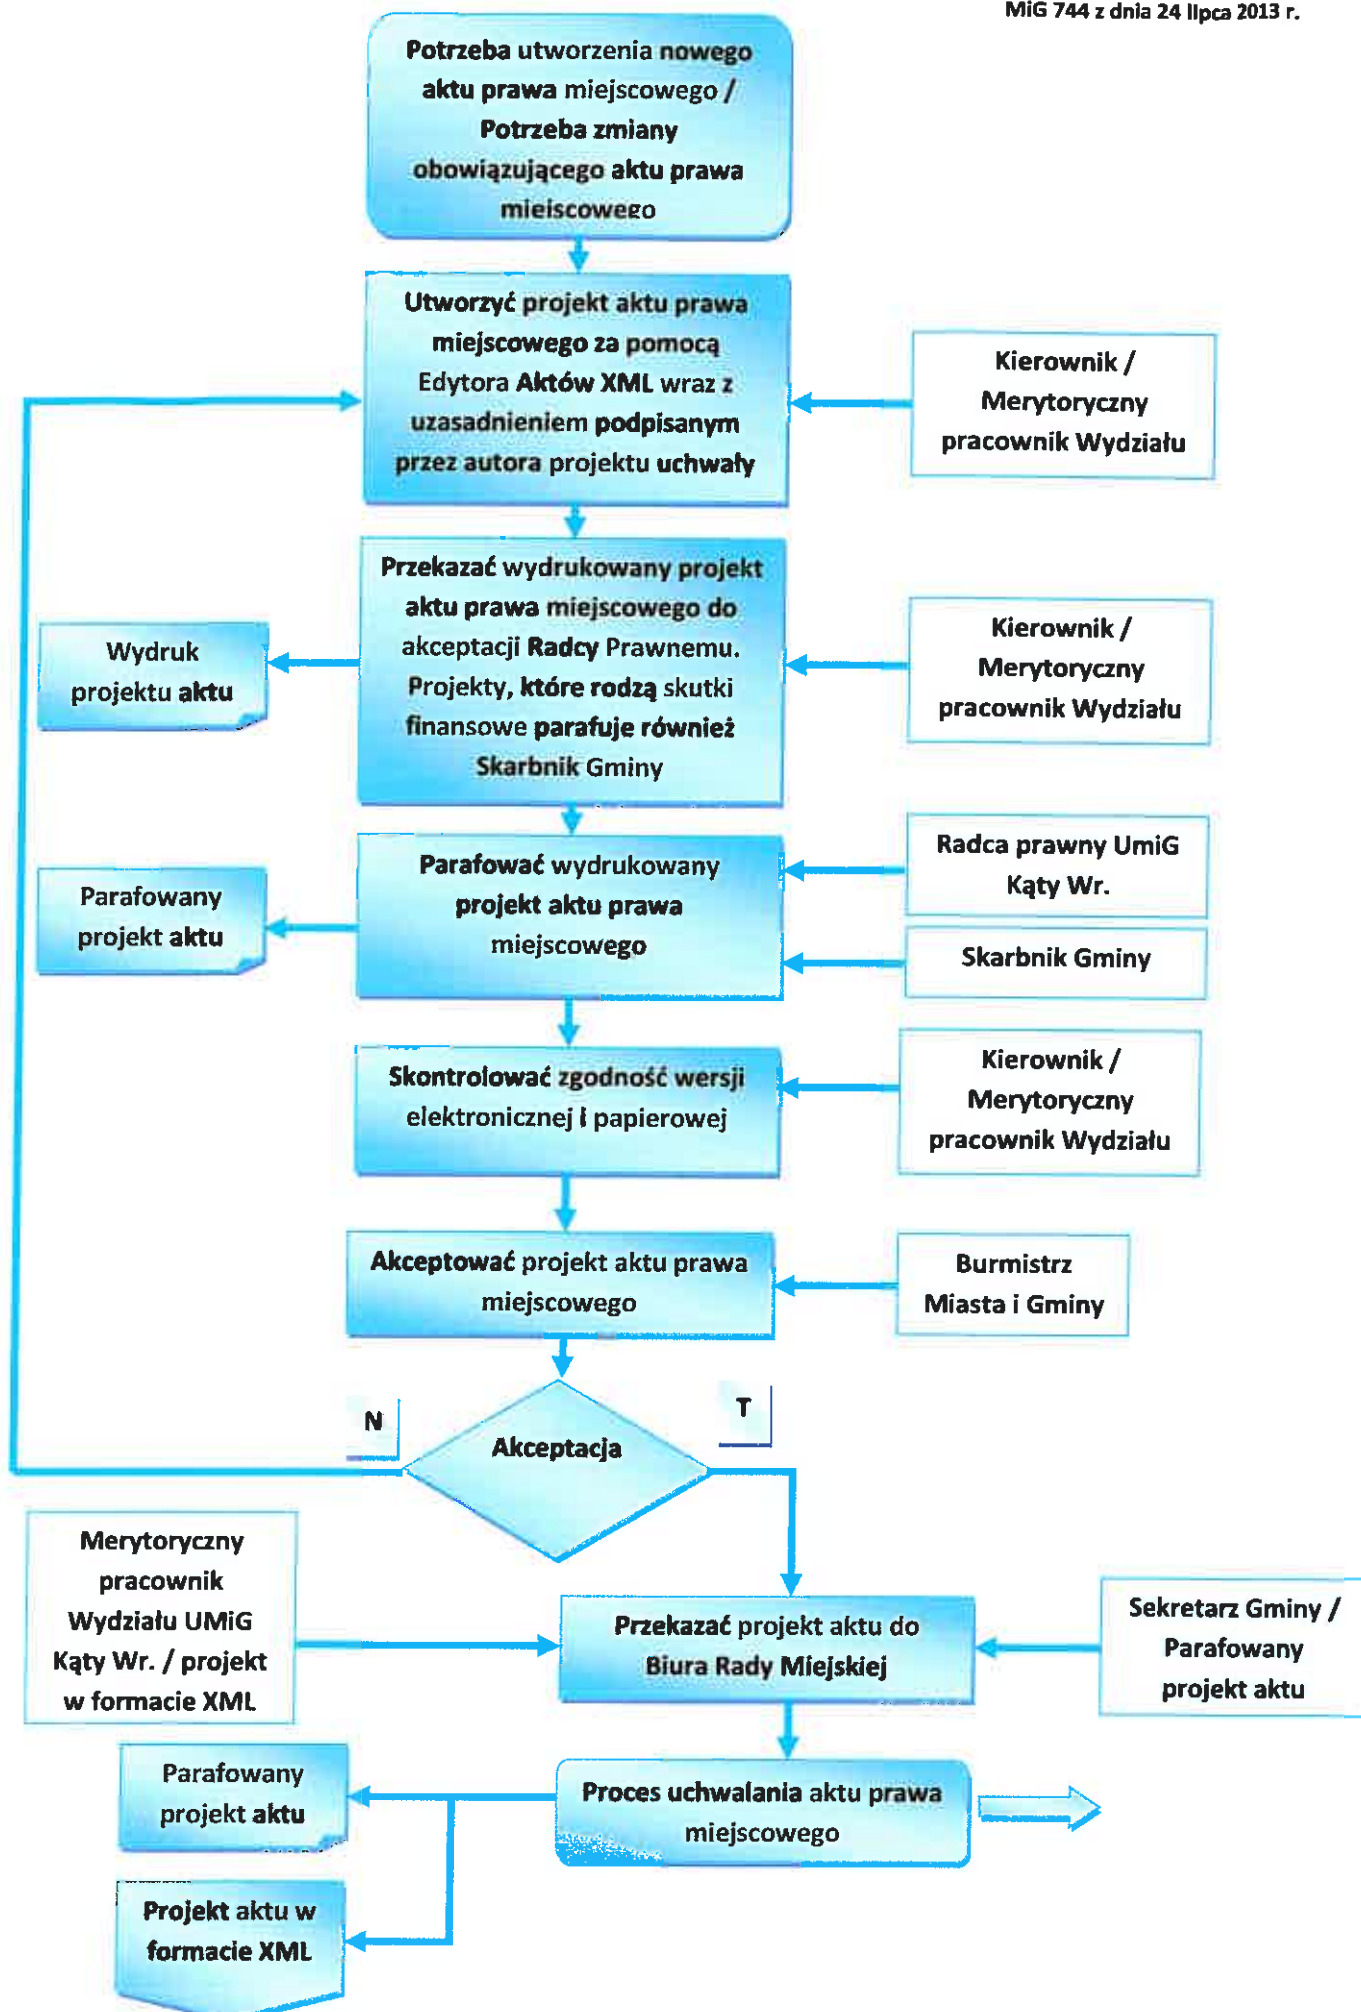 MiG 744 z dnia 24 lipca 2013 r.
Potrzeba utworzenia nowego
aktu prawa miejscowego /
Potrzeba zmiany
obowiązującego aktu prawa
miejscowego
Utworzyć projekt aktu prawa
miejscowego za pomocą
Edytora Aktów XML wraz z
uzasadnieniem podpisanym
przez autora projektu uchwały
Kierownik /
Merytoryczny
pracownik Wydziału
Przekazać wydrukowany projekt
aktu prawa miejscowego do
akceptacji Radcy Prawnemu.
Projekty, które rodzą skutki
finansowe parafuje również
Skarbnik Gminy
Wydruk
projektu aktu
Kierownik /
Merytoryczny
pracownik Wydziału
Parafować wydrukowany
projekt aktu prawa
miejscowego
Parafowany
projekt aktu
Radca prawny UmiG
Kąty Wr.
Skarbnik Gminy
Skontrolować zgodność wersji
elektronicznej i papierowej
Kierownik /
Merytoryczny
pracownik Wydziału
Akceptować projekt aktu prawa
miejscowego
Burmistrz
Miasta i Gminy
N
T
Akceptacja
Merytoryczny
pracownik
Wydziału UMiG
Kąty Wr. / projekt
w formacie XML
Przekazać projekt aktu do
Biura Rady Miejskiej
Sekretarz Gminy /
Parafowany
projekt aktu
Parafowany
projekt aktu
Proces uchwalania aktu prawa
miejscowego
Projekt aktu w
formacie XML